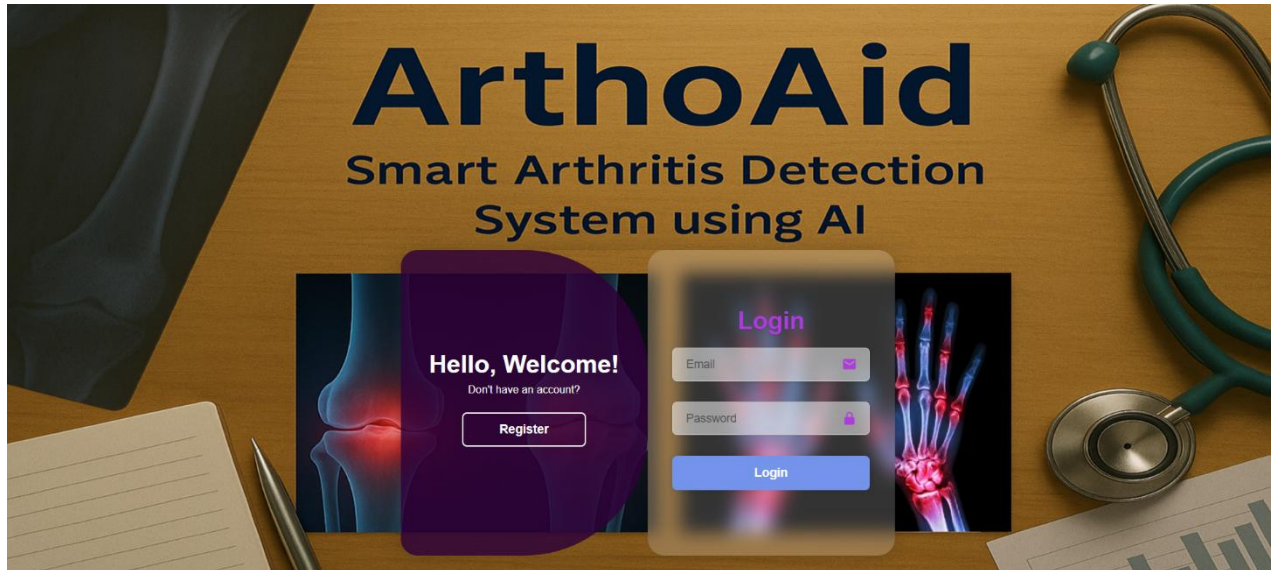 ArthoAid
Smart Arthritis Detection
System using AI
Hello, Welcome!
Don't have an account?
Register
Login
Email
Password
Login